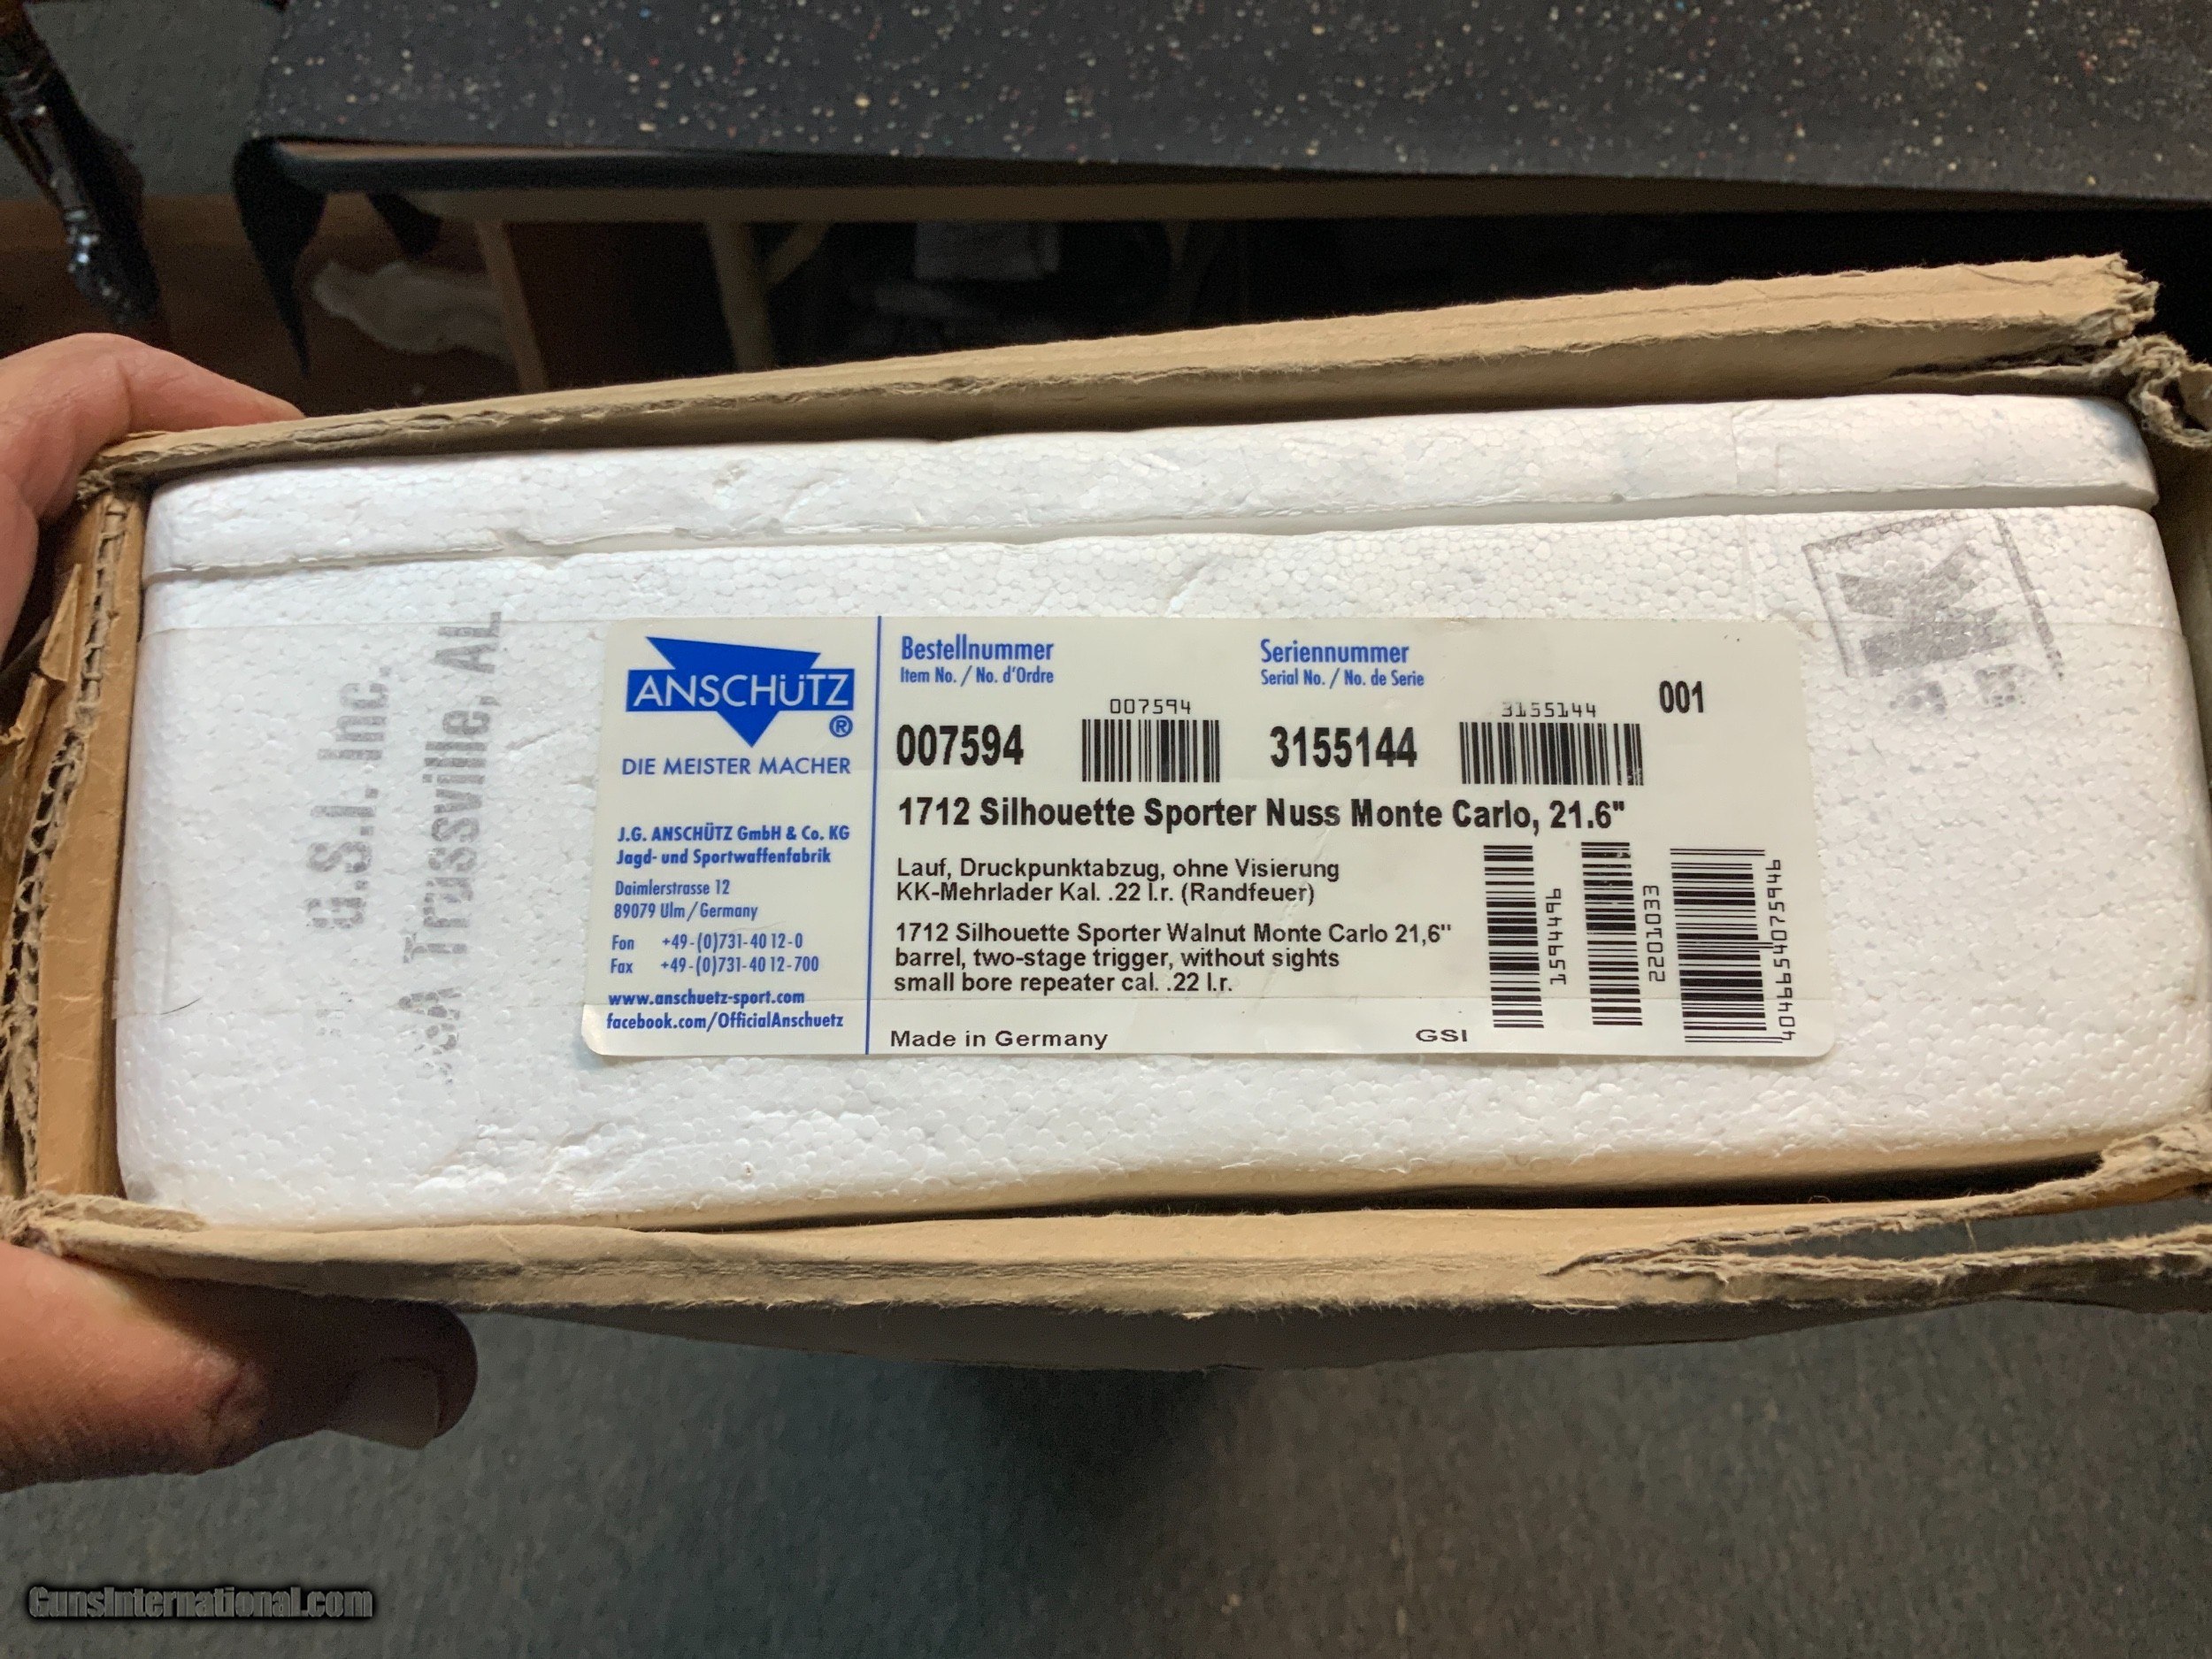 G.S.I. Inc.
Trussville, AL
K
ANSCHÜTZ
®
DIE MEISTER MACHER
J.G. ANSCHÜTZ GmbH & Co. KG
Jagd- und Sportwaffenfabrik
Daimlerstrasse 12
89079 Ulm/Germany
Fon +49-(0)731-40 12-0
Fax +49-(0)731-40 12-700
www.anschuetz-sport.com
facebook.com/OfficialAnschuetz
Bestellnummer
Item No. / No. d'Ordre
007594
007594
Seriennummer
Serial No. / No. de Serie
3155144
3155144
001
1712 Silhouette Sporter Nuss Monte Carlo, 21.6"
Lauf, Druckpunktabzug, ohne Visierung
KK-Mehrlader Kal. .22 l.r. (Randfeuer)
1712 Silhouette Sporter Walnut Monte Carlo 21,6"
barrel, two-stage trigger, without sights
small bore repeater cal. .22 l.r.
Made in Germany
GSI
1594496
3301022
4046654075946
GunsInternational.com